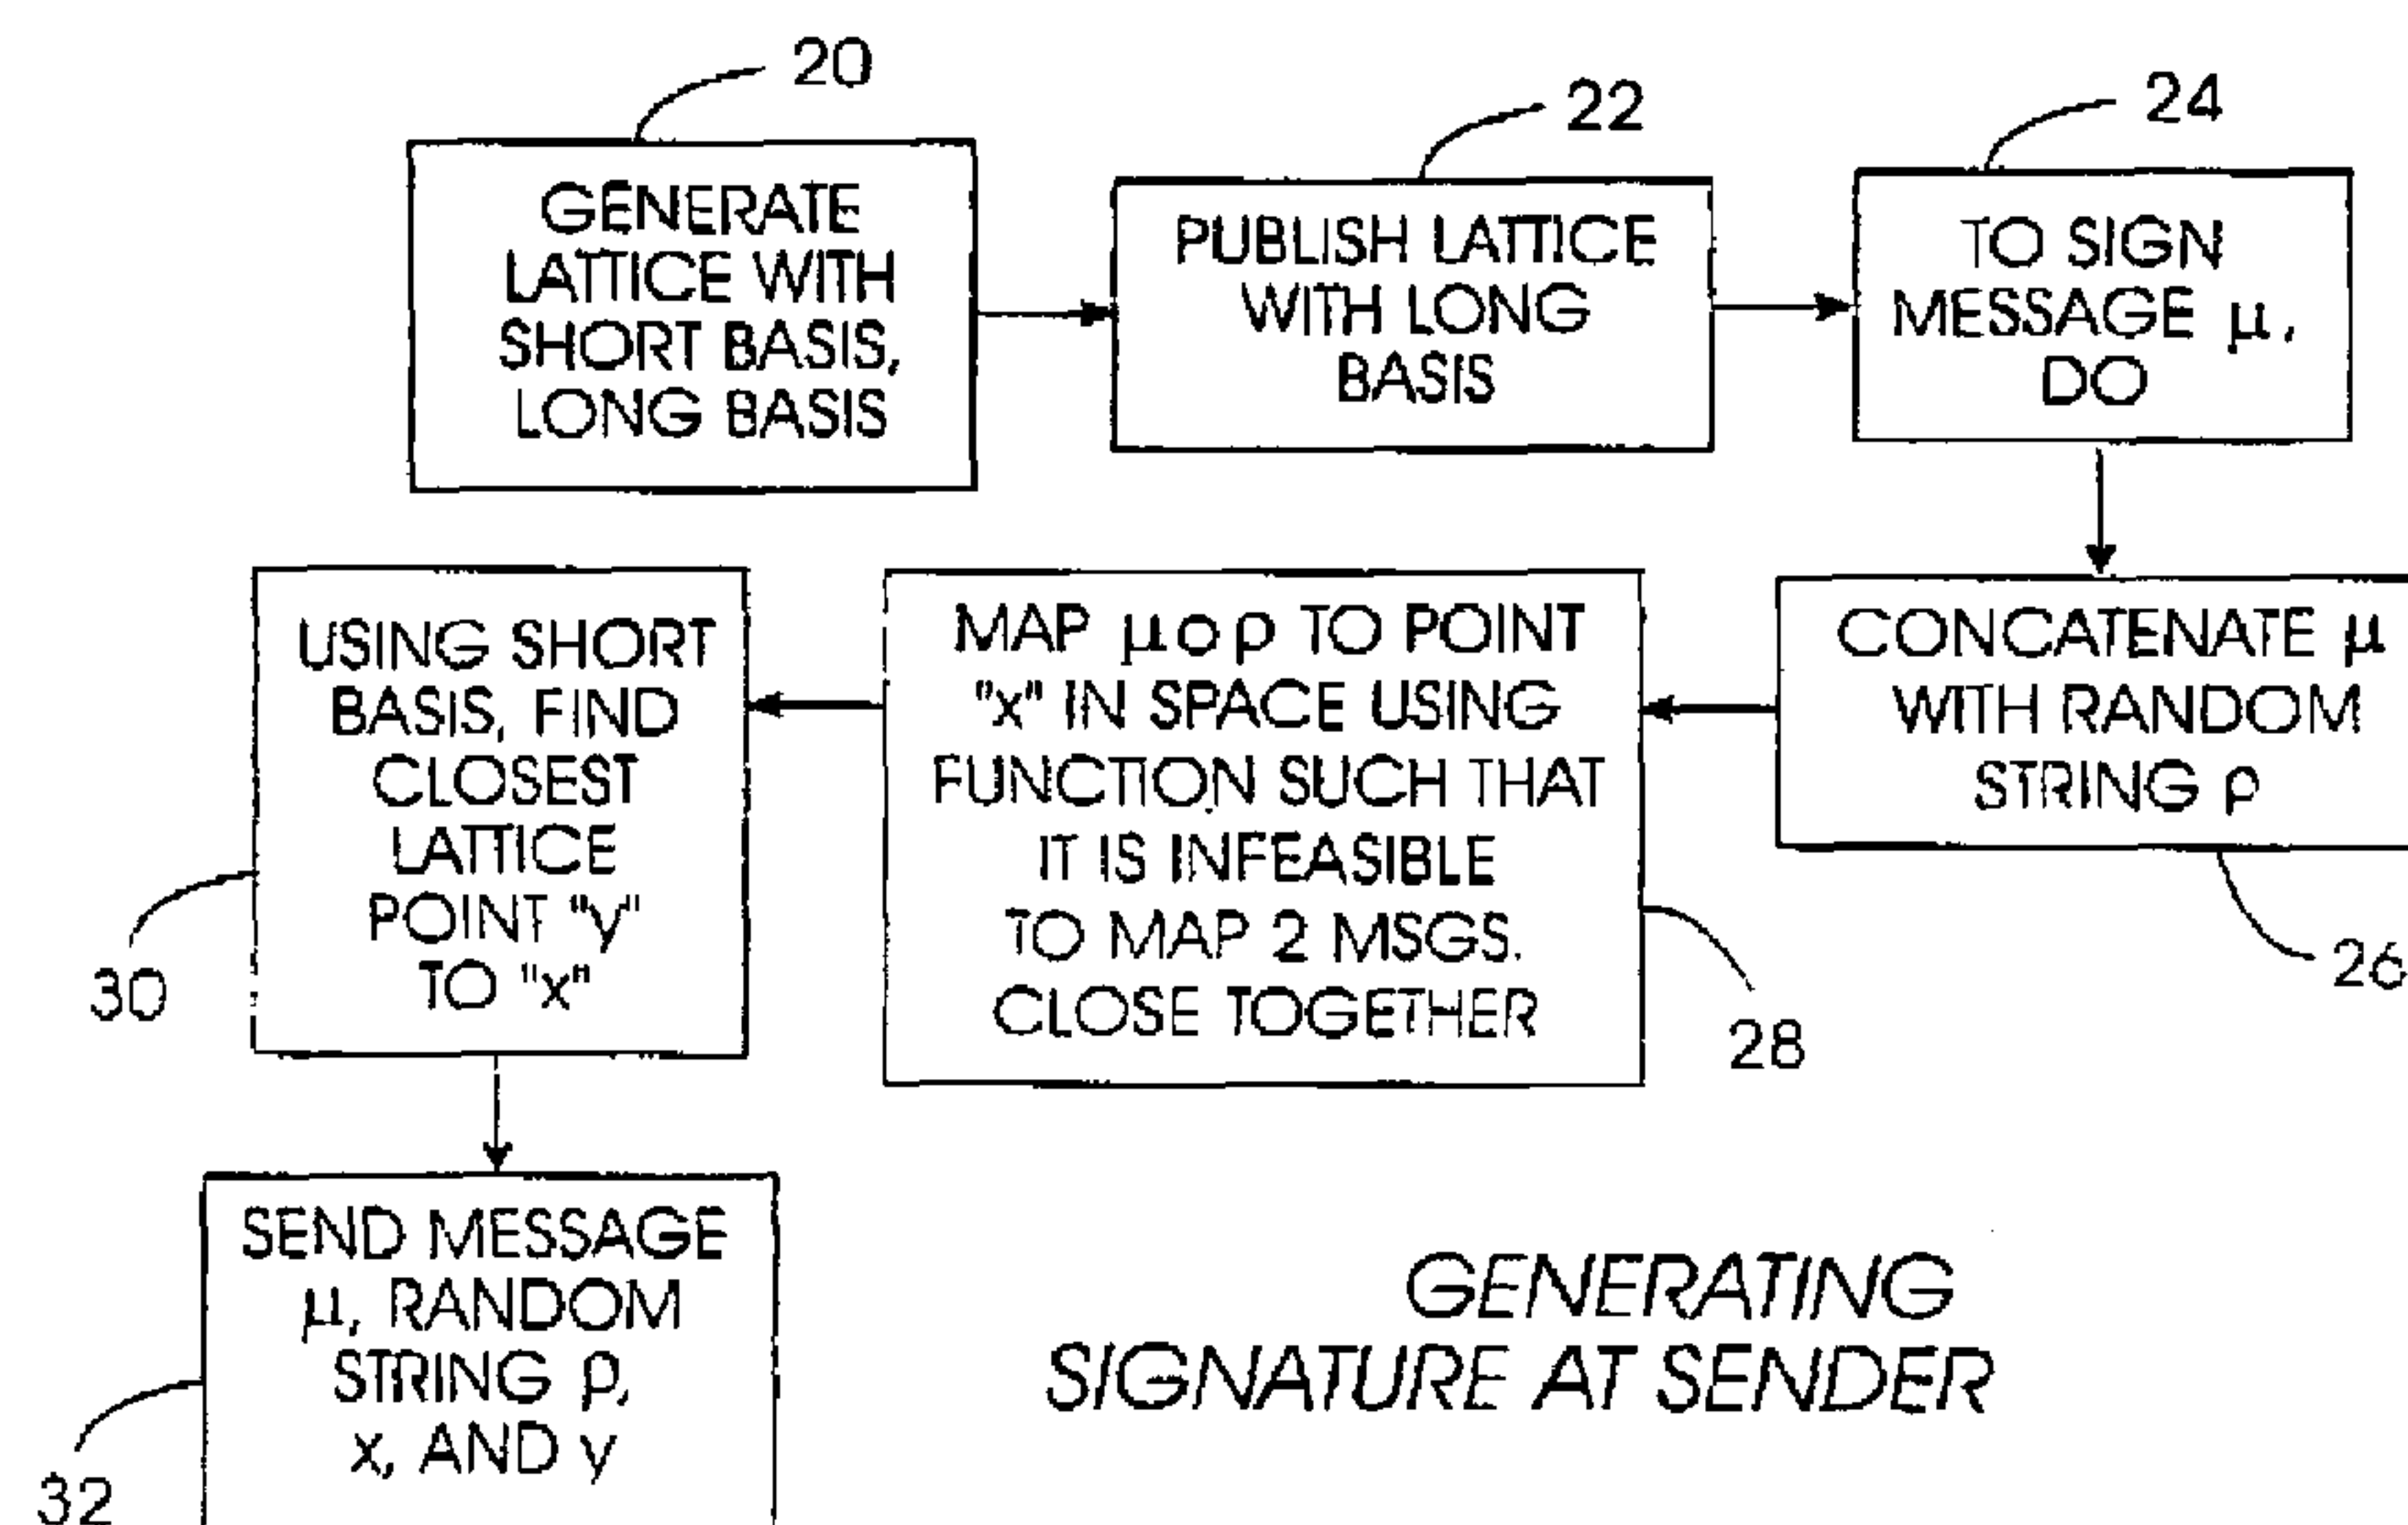 20
GENERATE
LATTICE WITH
SHORT BASIS,
LONG BASIS
22
PUBLISH LATTICE
WITH LONG
BASIS
24
TO SIGN
MESSAGE μ,
DO
CONCATENATE μ
WITH RANDOM
STRING ρ
26
MAP μ o ρ TO POINT
"x" IN SPACE USING
FUNCTION SUCH THAT
IT IS INFEASIBLE
TO MAP 2 MSGS.
CLOSE TOGETHER
28
USING SHORT
BASIS, FIND
CLOSEST
LATTICE
POINT "y"
TO "x"
30
SEND MESSAGE
μ, RANDOM
STRING ρ,
x, AND y
32
GENERATING
SIGNATURE AT SENDER